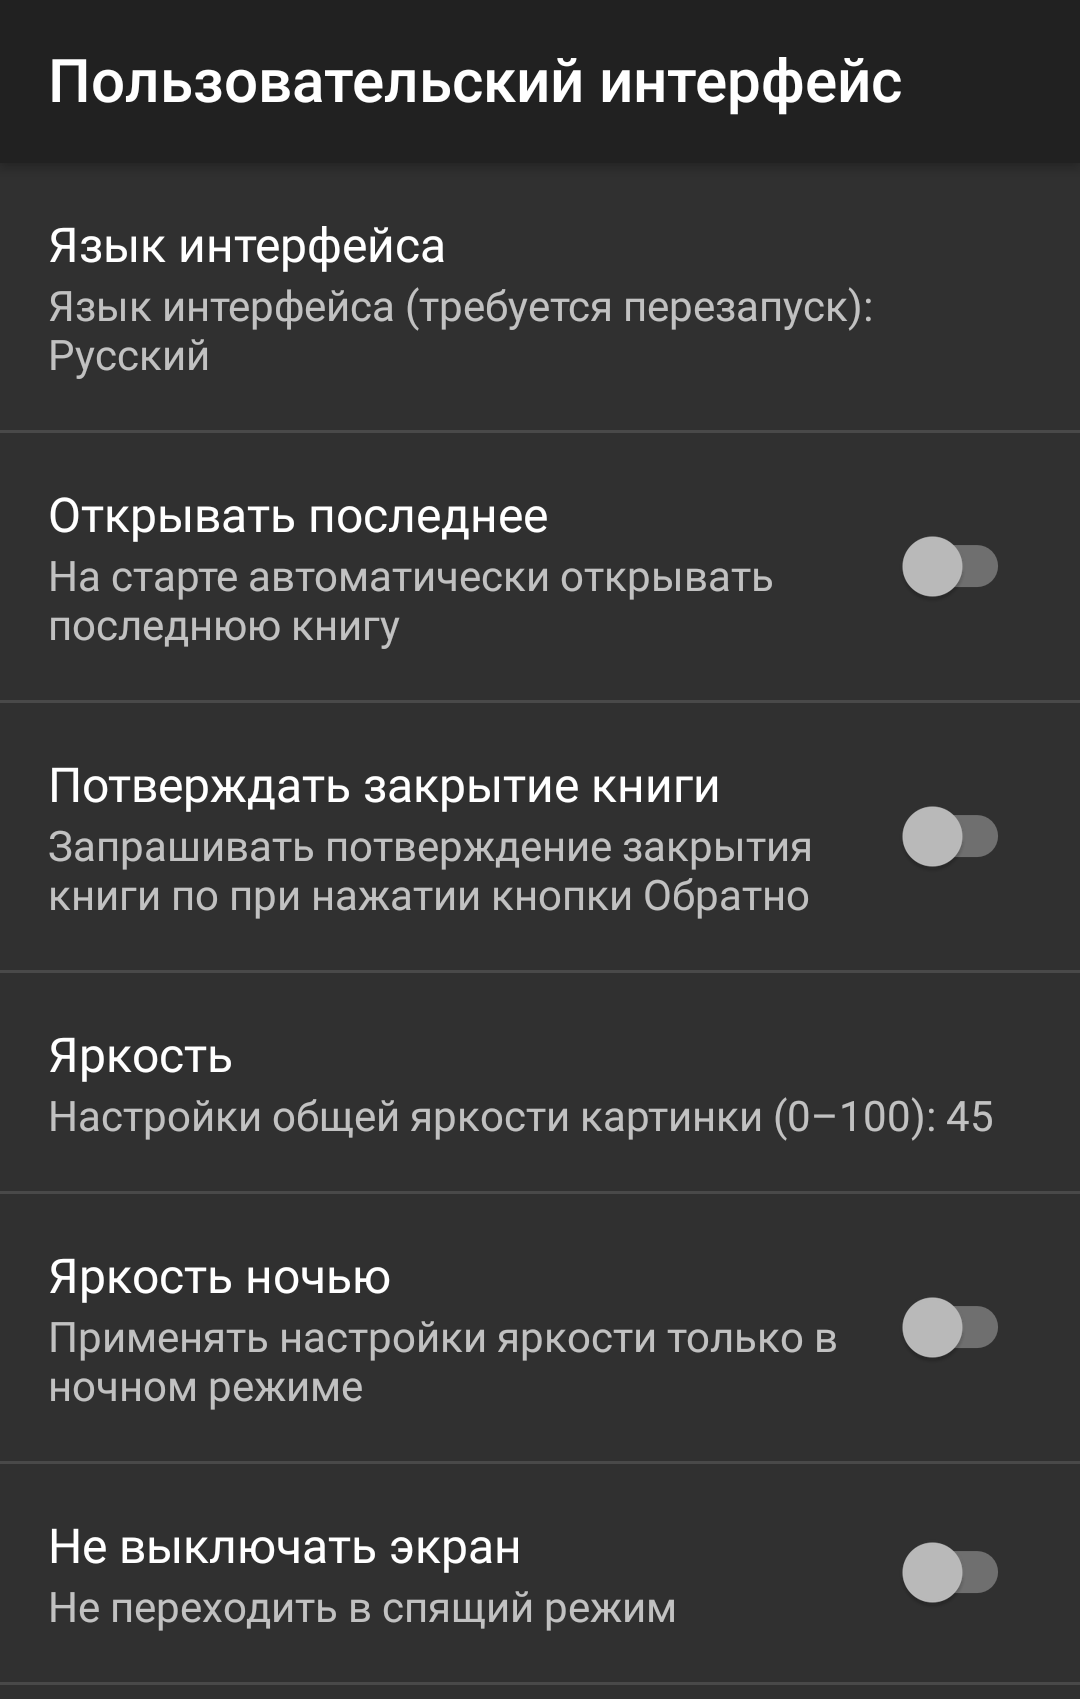 Пользовательский интерфейс
Язык интерфейса
Язык интерфейса (требуется перезапуск):
Русский
Открывать последнее
На старте автоматически открывать
последнюю книгу
Потверждать закрытие книги
Запрашивать потверждение закрытия
книги по при нажатии кнопки Обратно
Яркость
Настройки общей яркости картинки (0–100): 45
Яркость ночью
Применять настройки яркости только в
ночном режиме
Не выключать экран
Не переходить в спящий режим